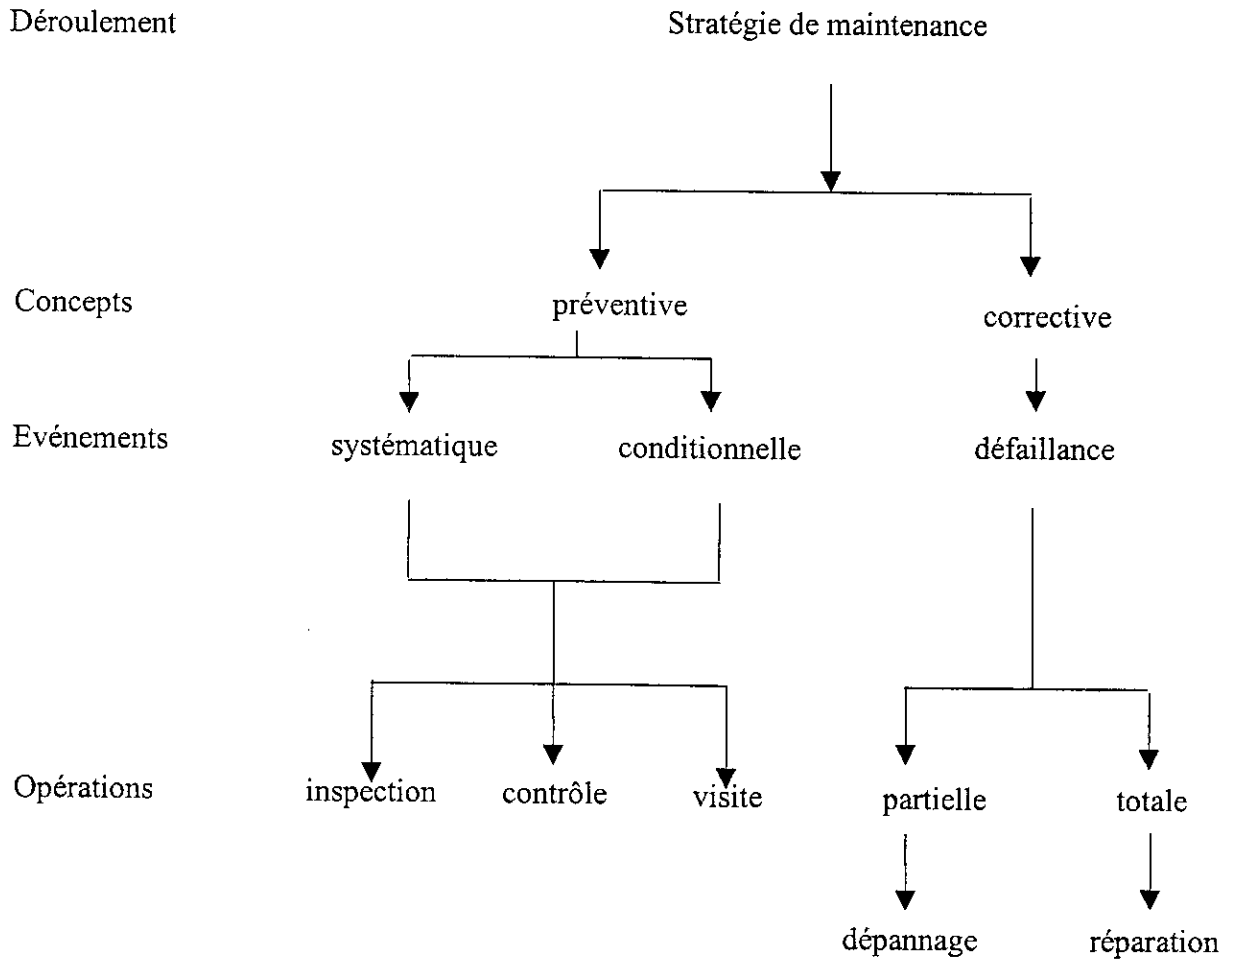 Déroulement Stratégie de maintenance
Concepts préventive corrective
Evénements systématique conditionnelle défaillance
Opérations inspection contrôle visite partielle totale
dépannage réparation